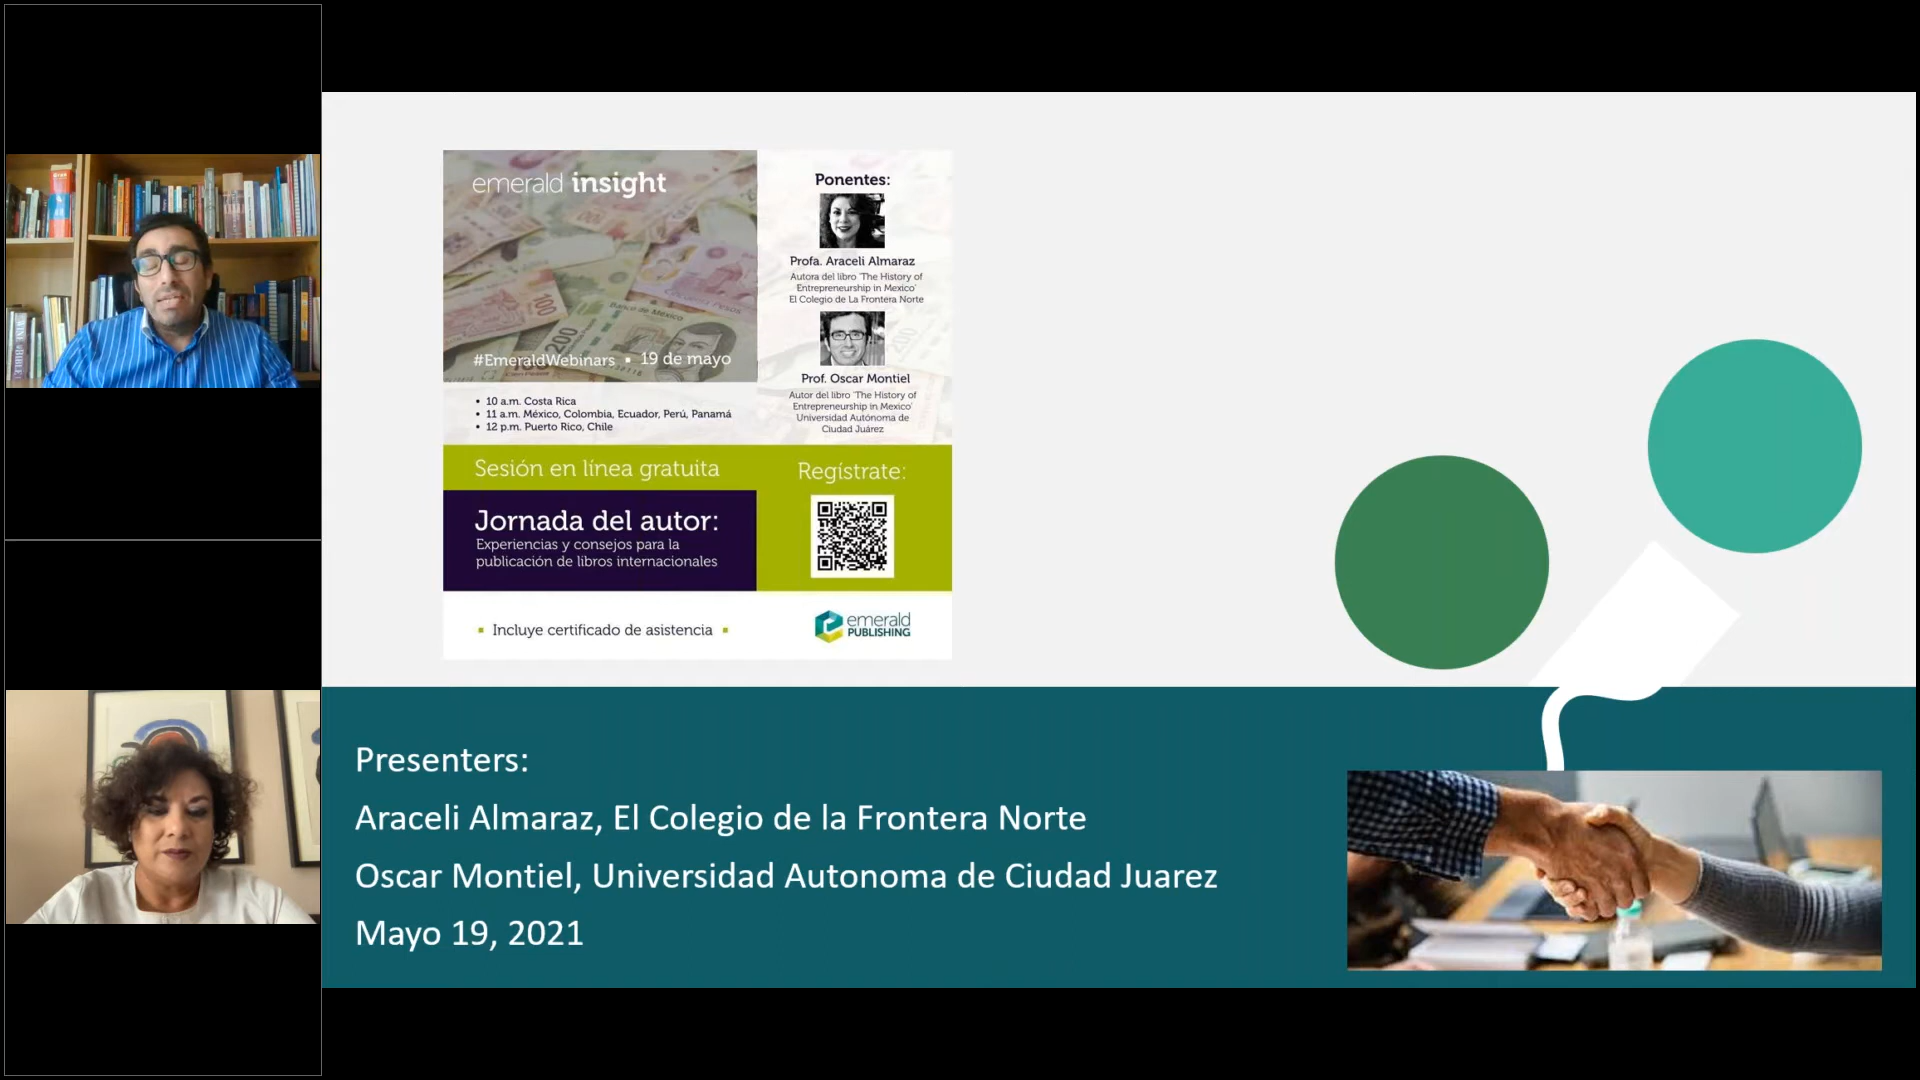 emerald insight
#EmeraldWebinars ▪ 19 de mayo
• 10 a.m. Costa Rica
• 11 a.m. México, Colombia, Ecuador, Perú, Panamá
• 12 p.m. Puerto Rico, Chile
Ponentes:
Profa. Araceli Almaraz
Autora del libro 'The History of
Entrepreneurship in Mexico'
El Colegio de La Frontera Norte
Prof. Oscar Montiel
Autor del libro 'The History of
Entrepreneurship in Mexico'
Universidad Autónoma de
Ciudad Juárez
Sesión en línea gratuita
Regístrate:
Jornada del autor:
Experiencias y consejos para la
publicación de libros internacionales
▪ Incluye certificado de asistencia ▪
emerald
PUBLISHING
Presenters:
Araceli Almaraz, El Colegio de la Frontera Norte
Oscar Montiel, Universidad Autonoma de Ciudad Juarez
Mayo 19, 2021